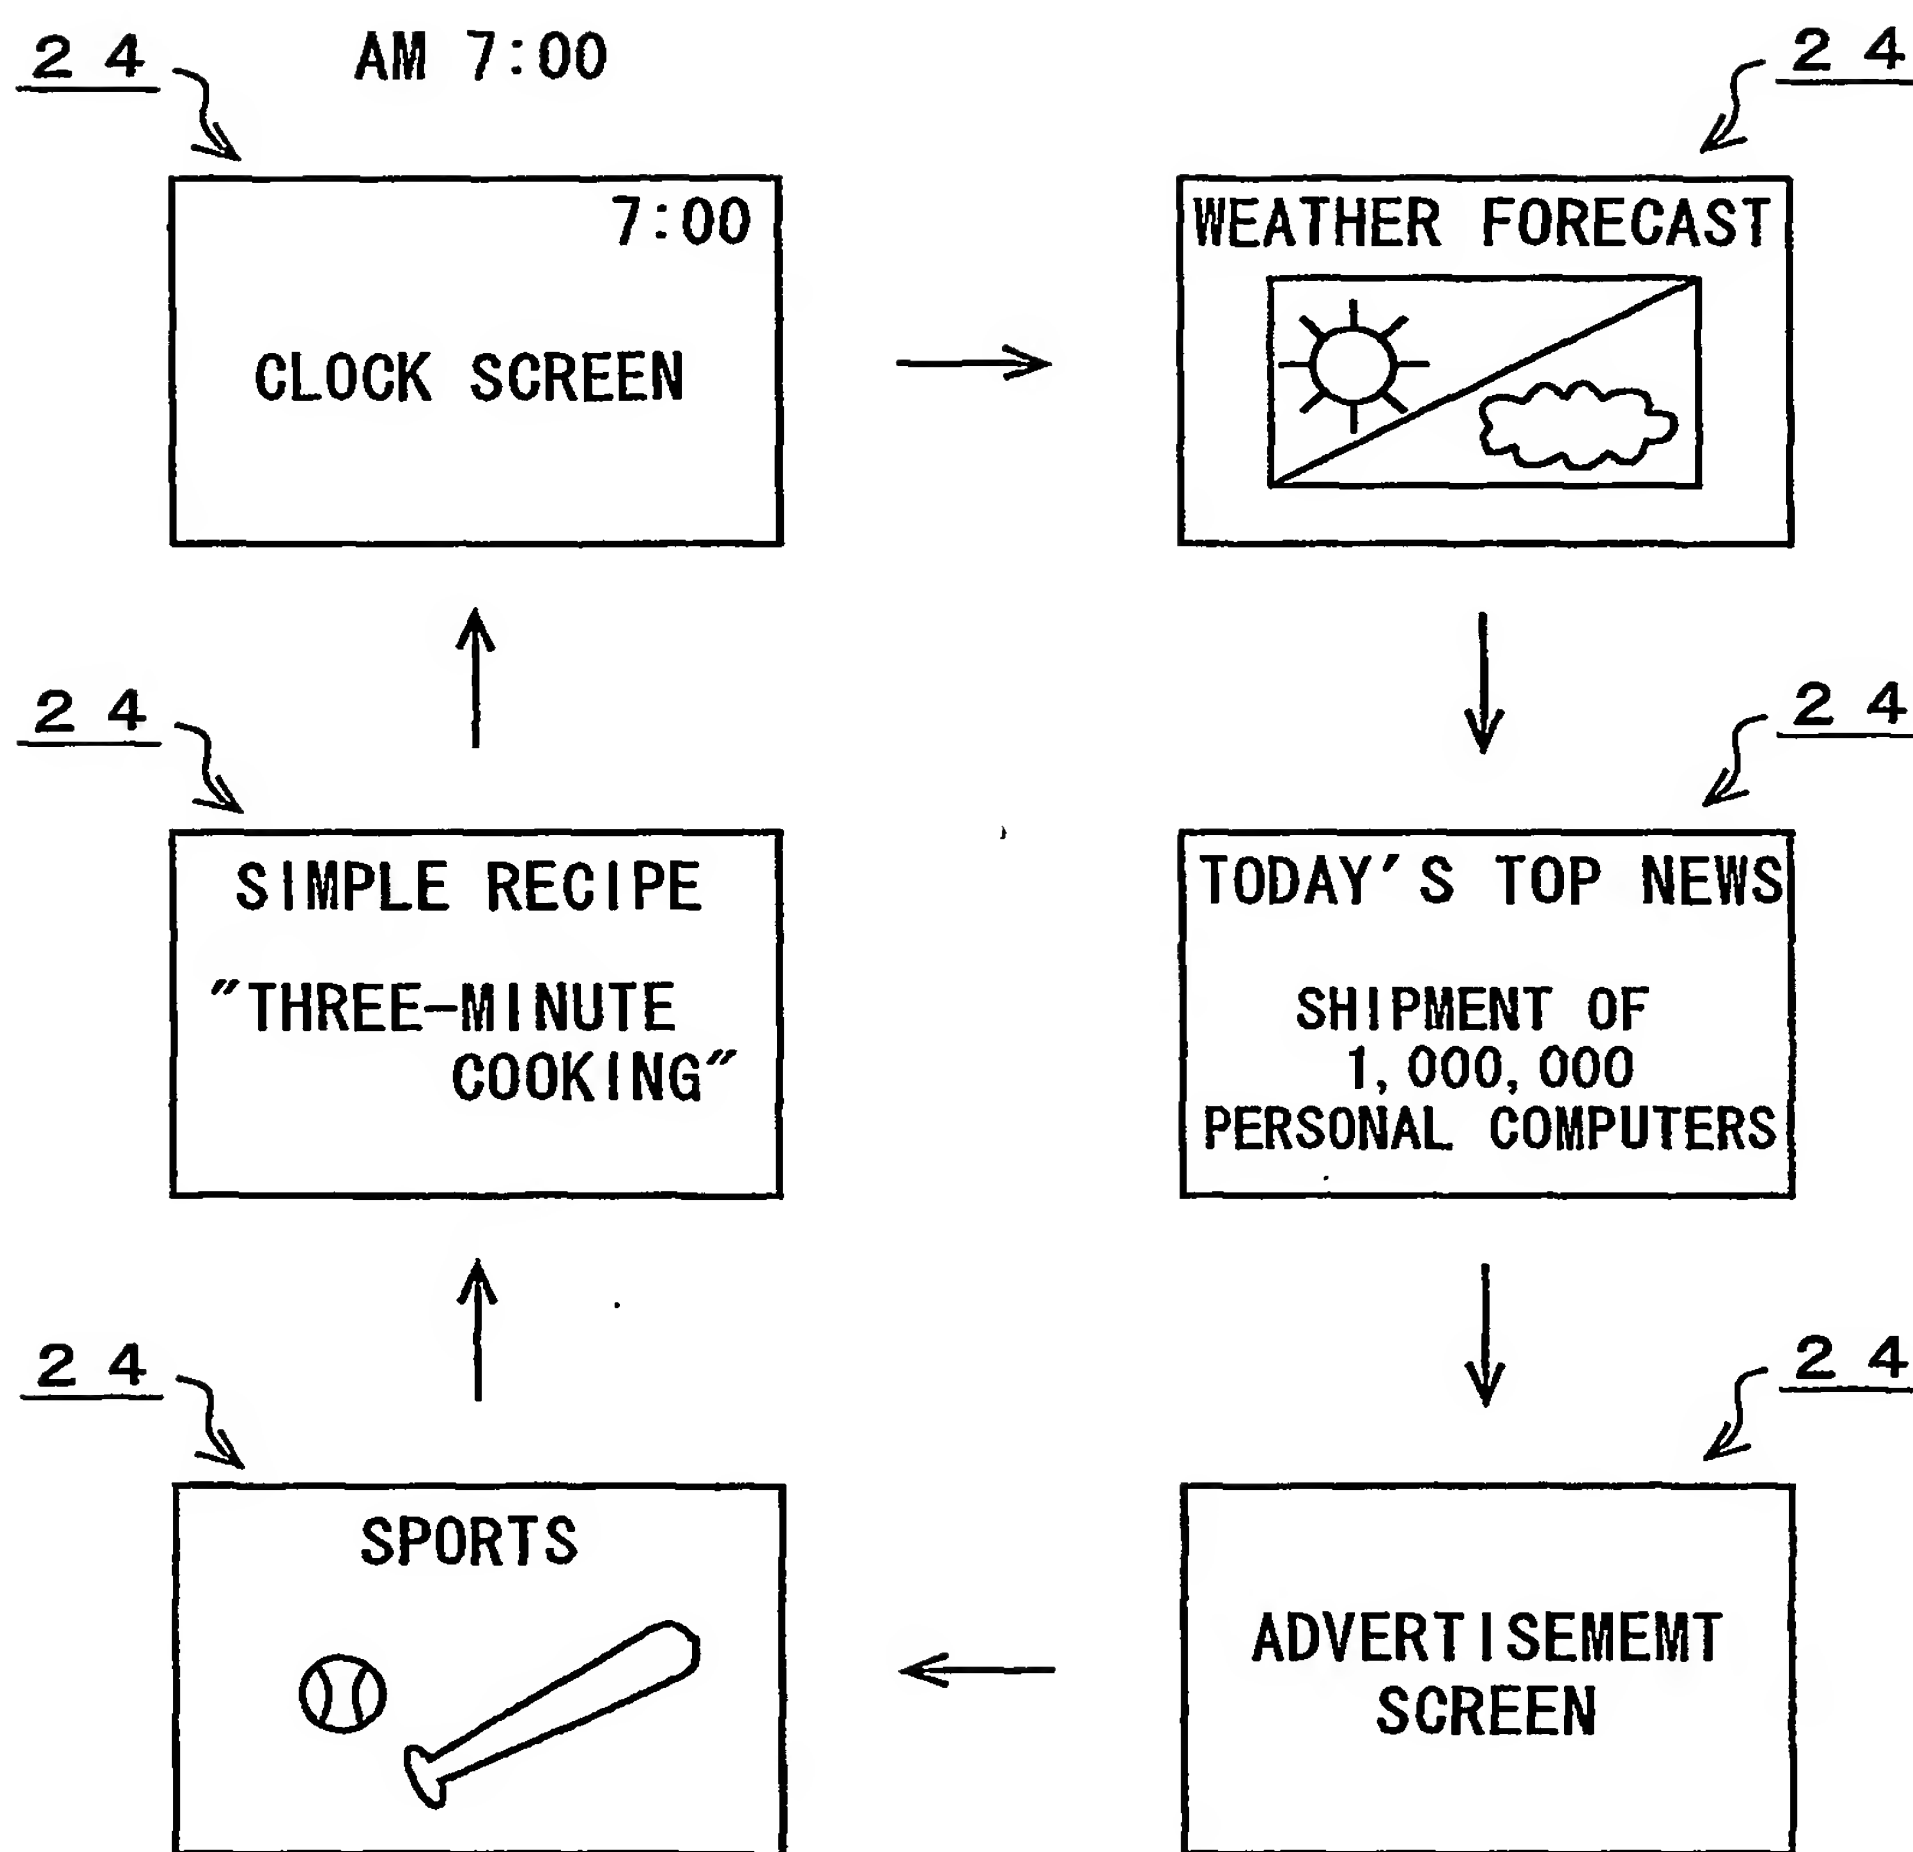 24 AM 7:00 24
7:00
CLOCK SCREEN
WEATHER FORECAST
24 24
SIMPLE RECIPE
"THREE-MINUTE
COOKING"
TODAY'S TOP NEWS
SHIPMENT OF
1,000,000
PERSONAL COMPUTERS
24 24
SPORTS
ADVERTISEMEMT
SCREEN